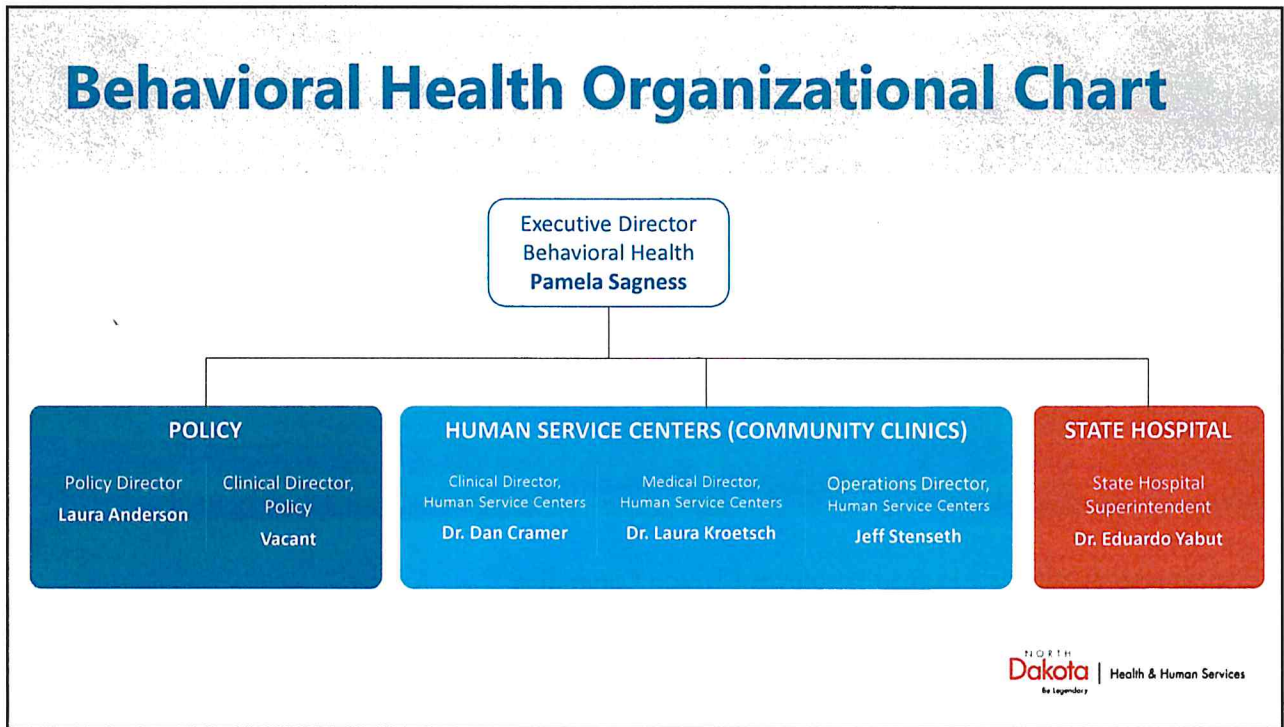 Behavioral Health Organizational Chart
Executive Director
Behavioral Health
Pamela Sagness
POLICY
Policy Director
Laura Anderson
Clinical Director,
Policy
Vacant
HUMAN SERVICE CENTERS (COMMUNITY CLINICS)
Clinical Director,
Human Service Centers
Dr. Dan Cramer
Medical Director,
Human Service Centers
Dr. Laura Kroetsch
Operations Director,
Human Service Centers
Jeff Stenseth
STATE HOSPITAL
State Hospital
Superintendent
Dr. Eduardo Yabut
NORTH
Dakota | Health & Human Services
Be Legendary